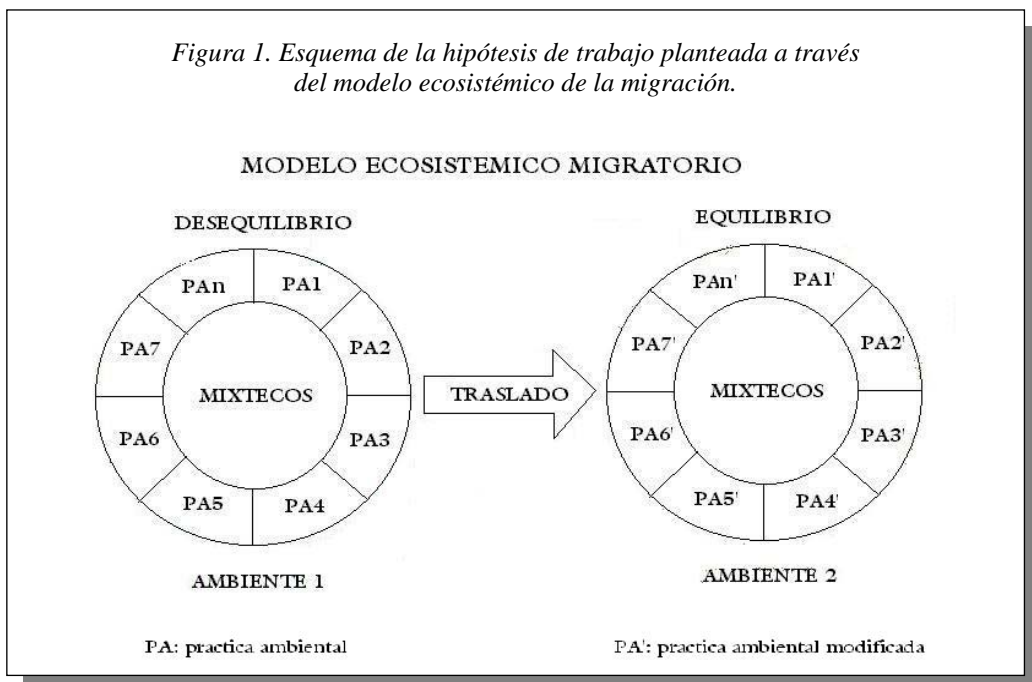 Figura 1. Esquema de la hipótesis de trabajo planteada a través
del modelo ecosistémico de la migración.
MODELO ECOSISTEMICO MIGRATORIO
DESEQUILIBRIO
EQUILIBRIO
PAn
PA1
PA2
PA3
PA4
PA5
PA6
PA7
MIXTECOS
TRASLADO
PAn'
PA1'
PA2'
PA3'
PA4'
PA5'
PA6'
PA7'
MIXTECOS
AMBIENTE 1
AMBIENTE 2
PA: practica ambiental
PA': practica ambiental modificada